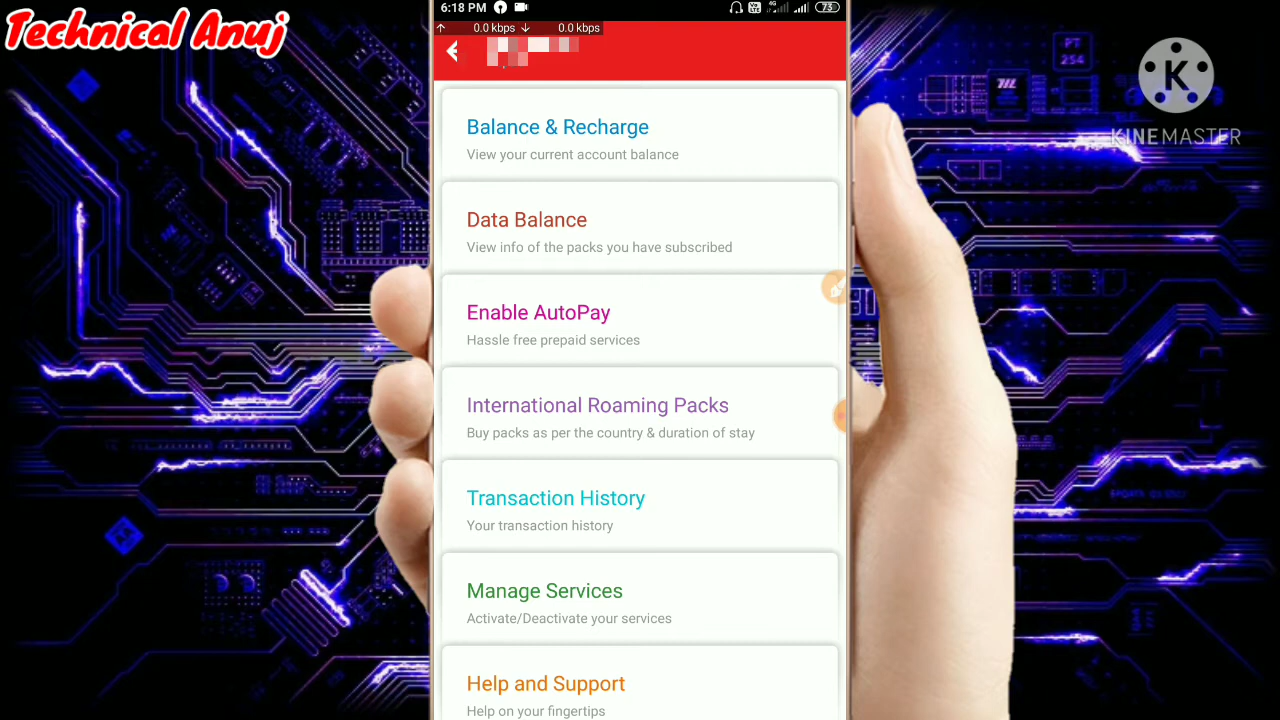 Technical Anuj
6:18 PM
73
0.0 kbps
0.0 kbps
K
KINEMASTER
PT
254
Balance & Recharge
View your current account balance
Data Balance
View info of the packs you have subscribed
Enable AutoPay
Hassle free prepaid services
International Roaming Packs
Buy packs as per the country & duration of stay
Transaction History
Your transaction history
Manage Services
Activate/Deactivate your services
Help and Support
Help on your fingertips